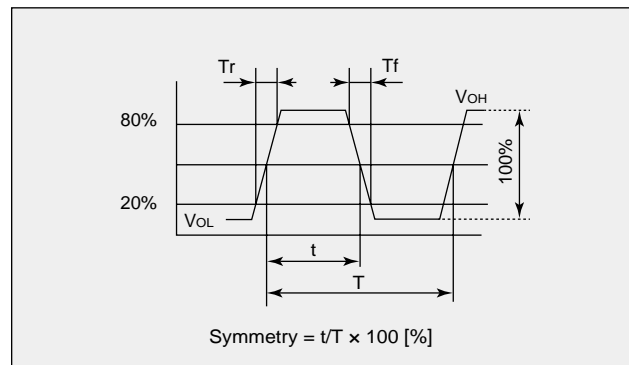 Tr
Tf
80%
VOH
100%
20%
VOL
t
T
Symmetry = t/T × 100 [%]